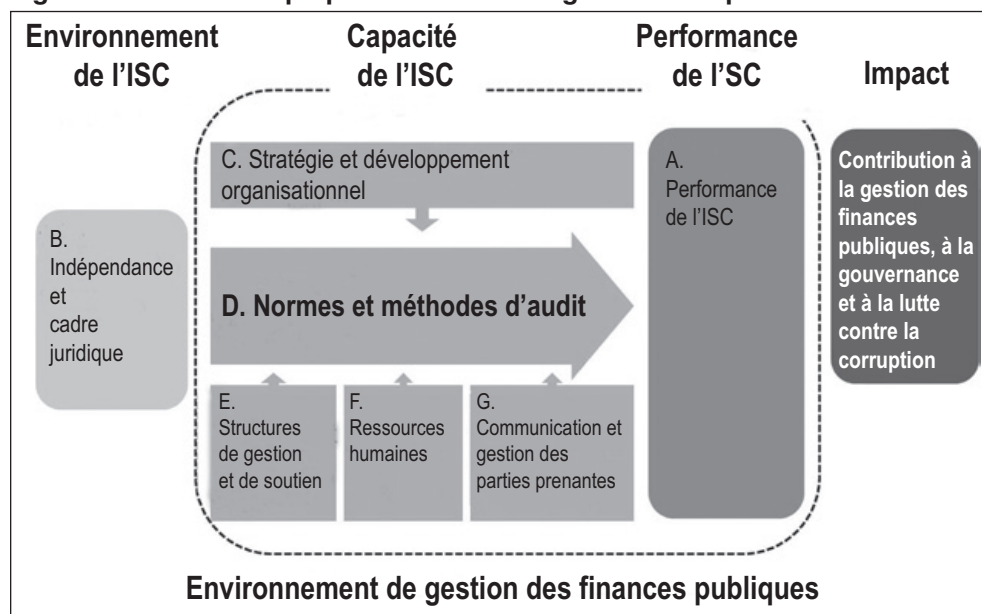 Environnement
de l'ISC
Capacité
de l'ISC
Performance
de l'SC
Impact
B.
Indépendance
et
cadre
juridique
C. Stratégie et développement
organisationnel
D. Normes et méthodes d'audit
E.
Structures
de gestion
et de soutien
F.
Ressources
humaines
G.
Communication et
gestion des
parties prenantes
A.
Performance
de l'ISC
Contribution à
la gestion des
finances
publiques, à la
gouvernance
et à la lutte
contre la
corruption
Environnement de gestion des finances publiques